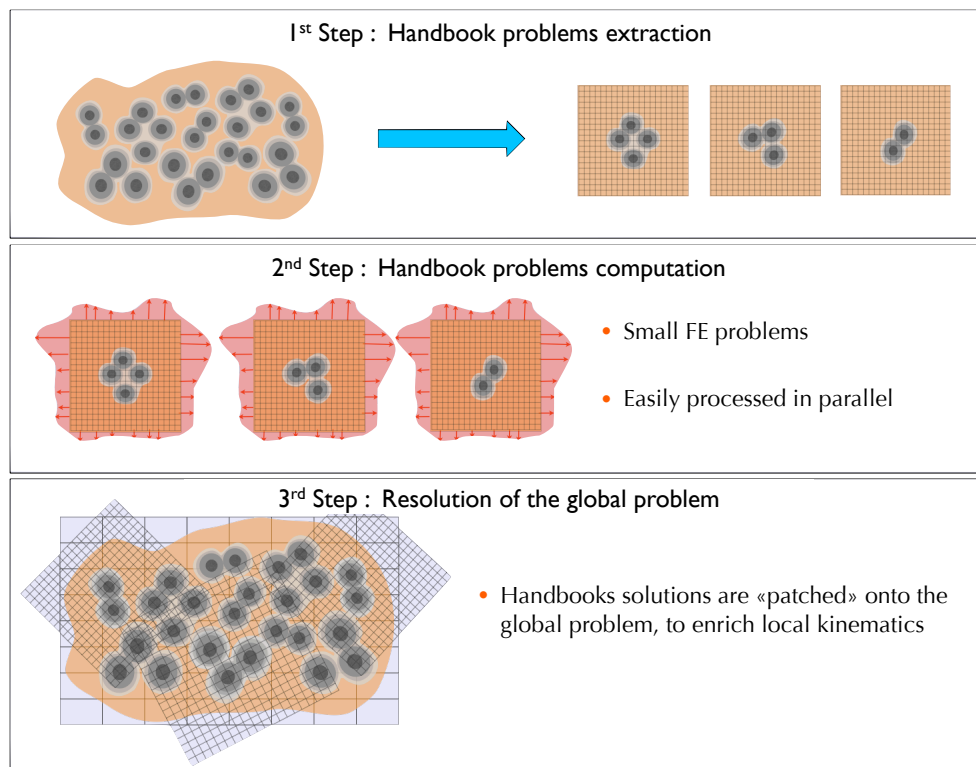 1st Step : Handbook problems extraction
2nd Step : Handbook problems computation
• Small FE problems
• Easily processed in parallel
3rd Step : Resolution of the global problem
• Handbooks solutions are «patched» onto the
global problem, to enrich local kinematics